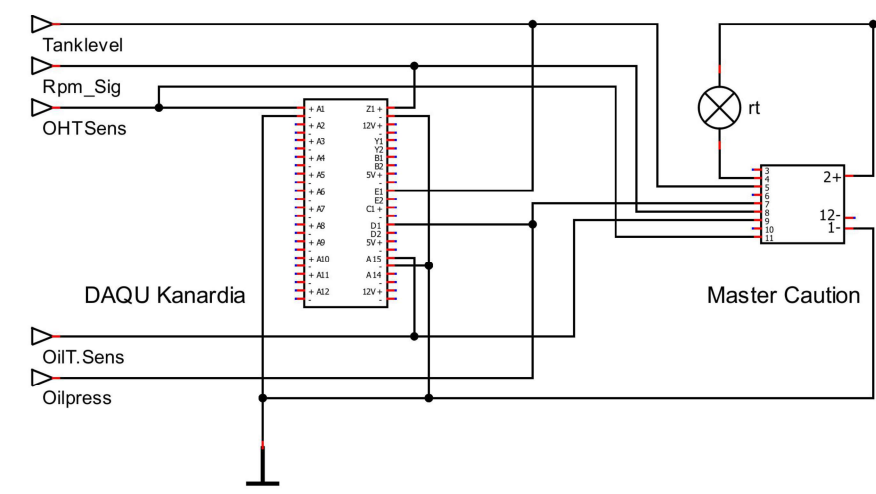 Tanklevel
Rpm_Sig
OHTSens
+ A1
-
+ A2
-
+ A3
-
+ A4
-
+ A5
-
+ A6
-
+ A7
-
+ A8
-
+ A9
-
+ A10
-
+ A11
-
+ A12
-
Z1 +
-
12V +
-
Y1
Y2
B1
B2
5V +
-
E1
E2
C1 +
-
D1
D2
5V +
-
A 15
-
A 14
-
12V +
-
rt
3
4
5
6
7
8
9
10
11
2+
12-
1-
DAQU Kanardia
Master Caution
OilT.Sens
Oilpress